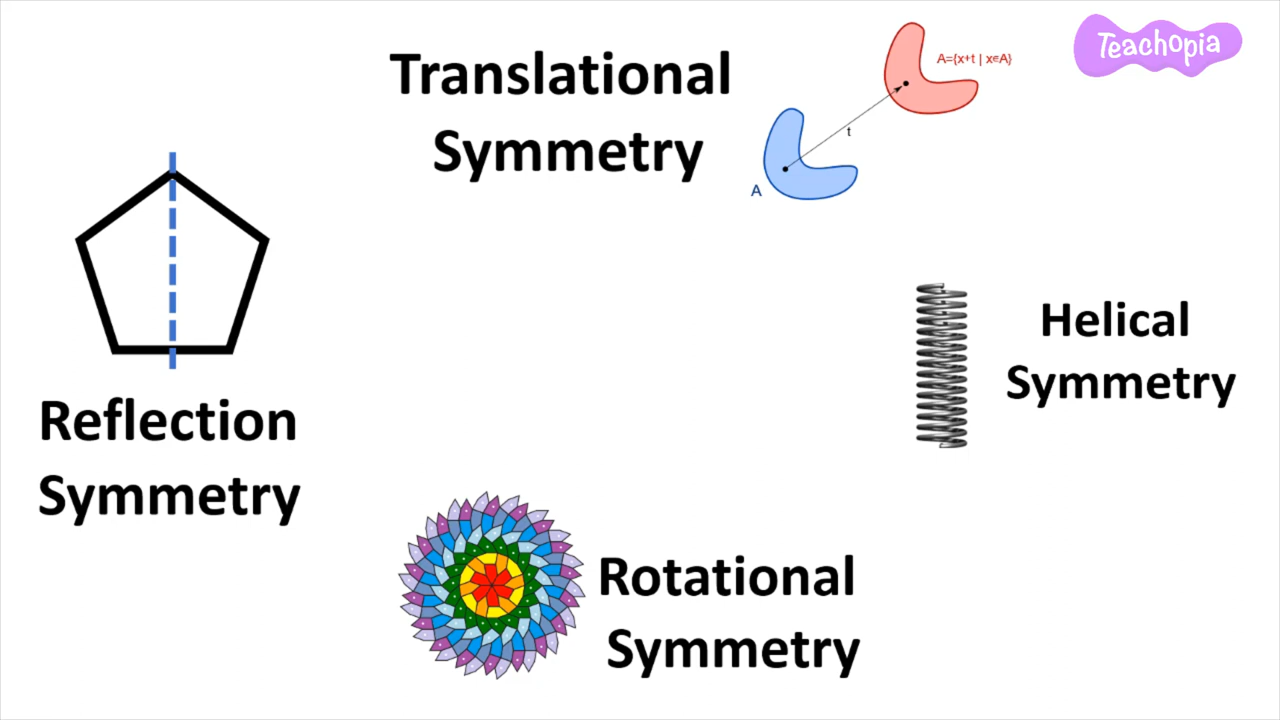 Teachopia
Translational
Symmetry
A={x+t | x∈A}
t
A
Reflection
Symmetry
Helical
Symmetry
Rotational
Symmetry